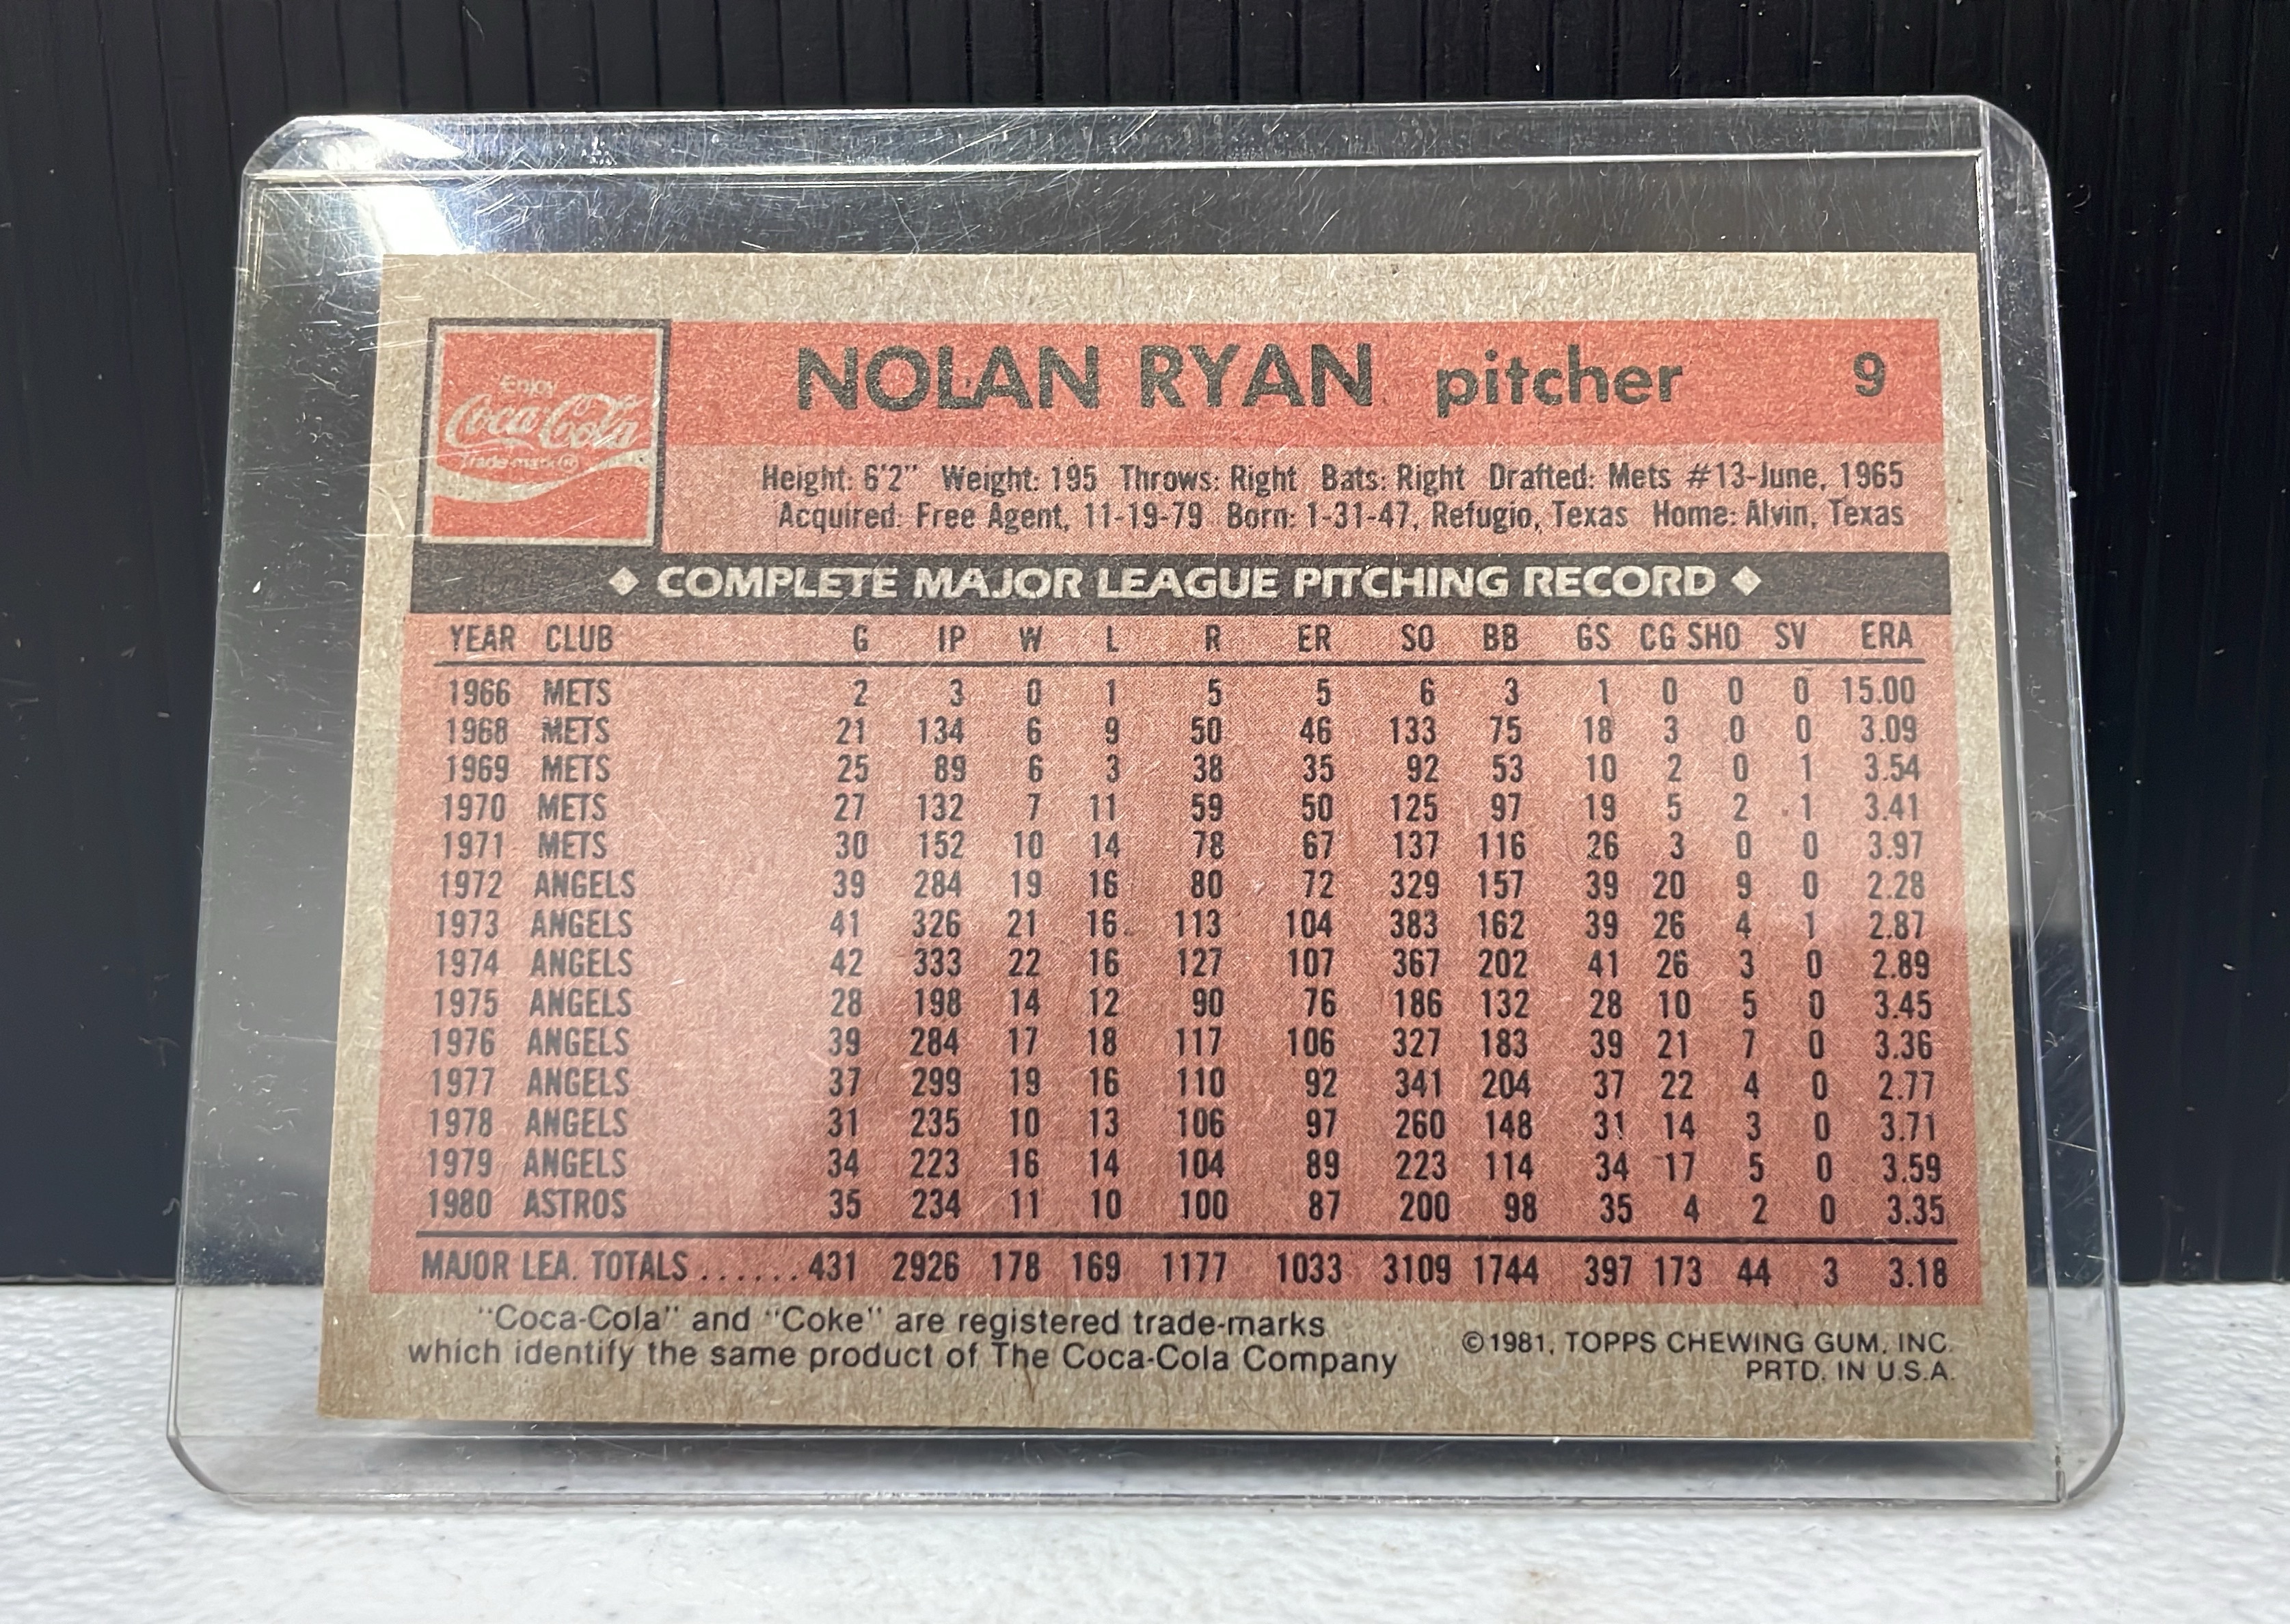 Enjoy
Coca-Cola
Trade-mark®
NOLAN RYAN pitcher 9
Height: 6'2" Weight: 195 Throws: Right Bats: Right Drafted: Mets #13-June, 1965
Acquired: Free Agent, 11-19-79 Born: 1-31-47, Refugio, Texas Home: Alvin, Texas
◆ COMPLETE MAJOR LEAGUE PITCHING RECORD ◆
YEAR CLUB G IP W L R ER SO BB GS CG SHO SV ERA
1966 METS 2 3 0 1 5 5 6 3 1 0 0 0 15.00
1968 METS 21 134 6 9 50 46 133 75 18 3 0 0 3.09
1969 METS 25 89 6 3 38 35 92 53 10 2 0 1 3.54
1970 METS 27 132 7 11 59 50 125 97 19 5 2 1 3.41
1971 METS 30 152 10 14 78 67 137 116 26 3 0 0 3.97
1972 ANGELS 39 284 19 16 80 72 329 157 39 20 9 0 2.28
1973 ANGELS 41 326 21 16 113 104 383 162 39 26 4 1 2.87
1974 ANGELS 42 333 22 16 127 107 367 202 41 26 3 0 2.89
1975 ANGELS 28 198 14 12 90 76 186 132 28 10 5 0 3.45
1976 ANGELS 39 284 17 18 117 106 327 183 39 21 7 0 3.36
1977 ANGELS 37 299 19 16 110 92 341 204 37 22 4 0 2.77
1978 ANGELS 31 235 10 13 106 97 260 148 31 14 3 0 3.71
1979 ANGELS 34 223 16 14 104 89 223 114 34 17 5 0 3.59
1980 ASTROS 35 234 11 10 100 87 200 98 35 4 2 0 3.35
MAJOR LEA. TOTALS ...... 431 2926 178 169 1177 1033 3109 1744 397 173 44 3 3.18
"Coca-Cola" and "Coke" are registered trade-marks
which identify the same product of The Coca-Cola Company
©1981, TOPPS CHEWING GUM, INC.
PRTD. IN U.S.A.